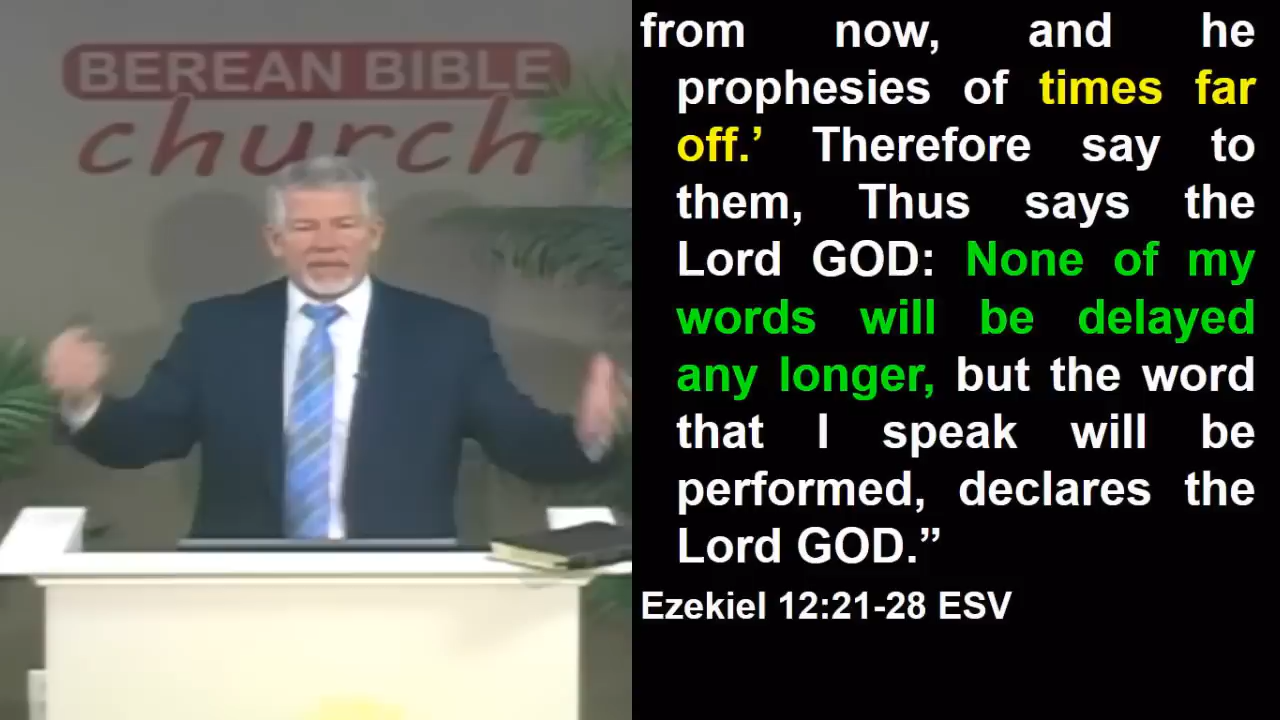 BEREAN BIBLE
church
from now, and he
prophesies of times far
off.’ Therefore say to
them, Thus says the
Lord GOD: None of my
words will be delayed
any longer, but the word
that I speak will be
performed, declares the
Lord GOD.”
Ezekiel 12:21-28 ESV